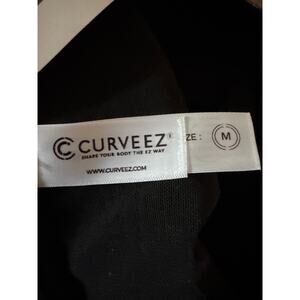 CURVEEZ®
SHAPE YOUR BODY THE EZ WAY
WWW.CURVEEZ.COM
ZE : M